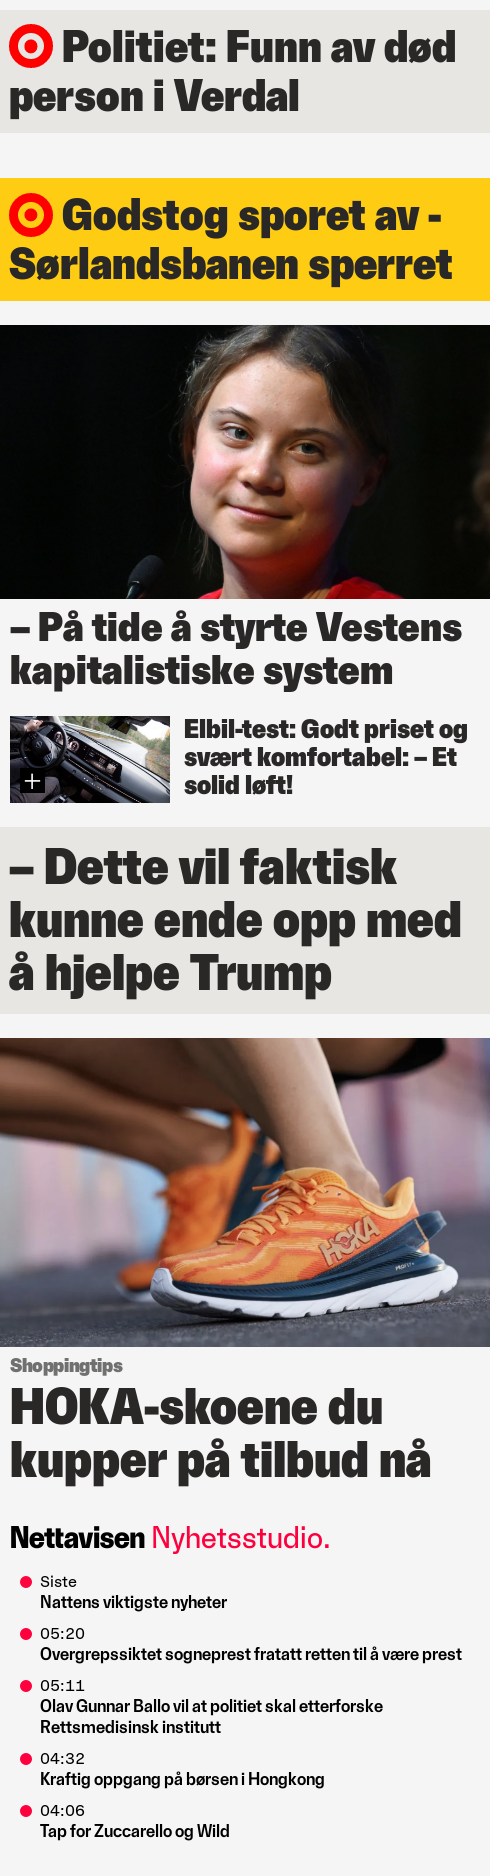 Politiet: Funn av død
person i Verdal
Godstog sporet av -
Sørlandsbanen sperret
– På tide å styrte Vestens
kapitalistiske system
Elbil-test: Godt priset og
svært komfortabel: – Et
solid løft!
– Dette vil faktisk
kunne ende opp med
å hjelpe Trump
HOKA
Shoppingtips
HOKA-skoene du
kupper på tilbud nå
Nettavisen Nyhetsstudio.
Siste
Nattens viktigste nyheter
05:20
Overgrepssiktet sogneprest fratatt retten til å være prest
05:11
Olav Gunnar Ballo vil at politiet skal etterforske
Rettsmedisinsk institutt
04:32
Kraftig oppgang på børsen i Hongkong
04:06
Tap for Zuccarello og Wild